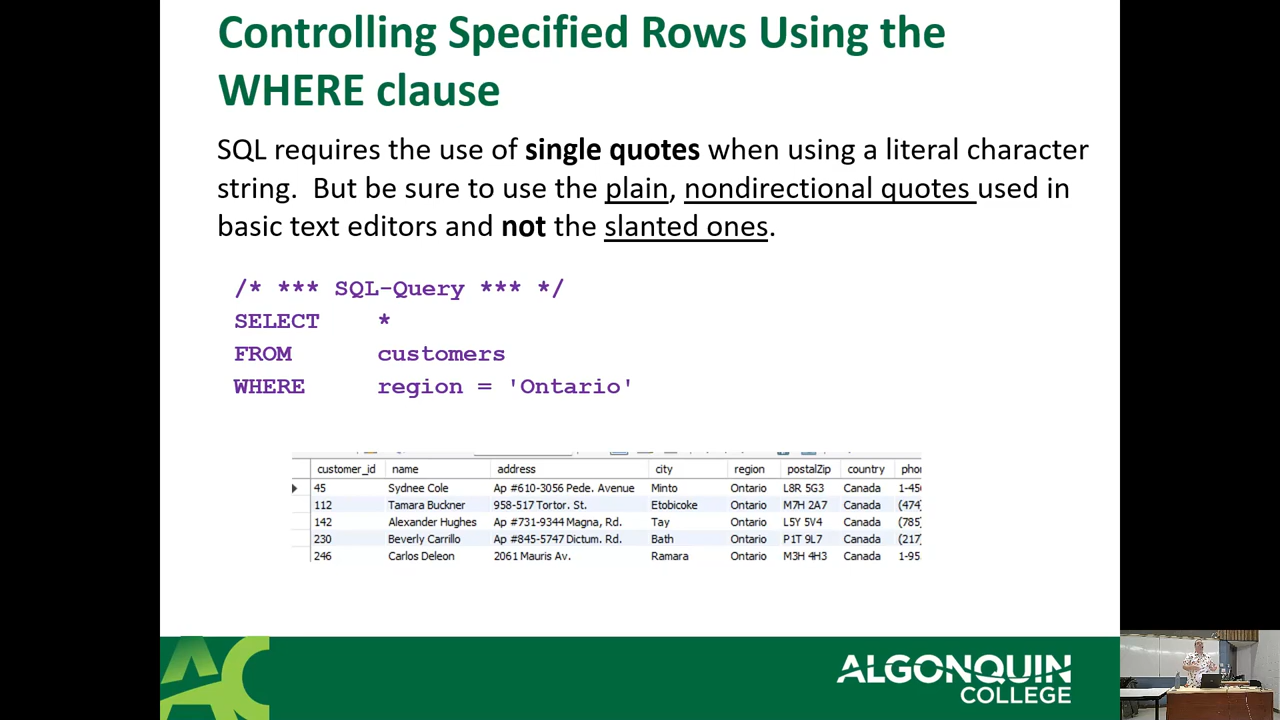 Controlling Specified Rows Using the
WHERE clause
SQL requires the use of single quotes when using a literal character
string. But be sure to use the plain, nondirectional quotes used in
basic text editors and not the slanted ones.
/* *** SQL-Query *** */
SELECT *
FROM customers
WHERE region = 'Ontario'
customer_id name address city region postalZip country phon
45 Sydnee Cole Ap #610-3056 Pede. Avenue Minto Ontario L8R 5G3 Canada 1-45
112 Tamara Buckner 958-517 Tortor. St. Etobicoke Ontario M7H 2A7 Canada (474)
142 Alexander Hughes Ap #731-9344 Magna, Rd. Tay Ontario L5Y 5V4 Canada (785)
230 Beverly Carrillo Ap #845-5747 Dictum. Rd. Bath Ontario P1T 9L7 Canada (217)
246 Carlos Deleon 2061 Mauris Av. Ramara Ontario M3H 4H3 Canada 1-95
AC
ALGONQUIN
COLLEGE